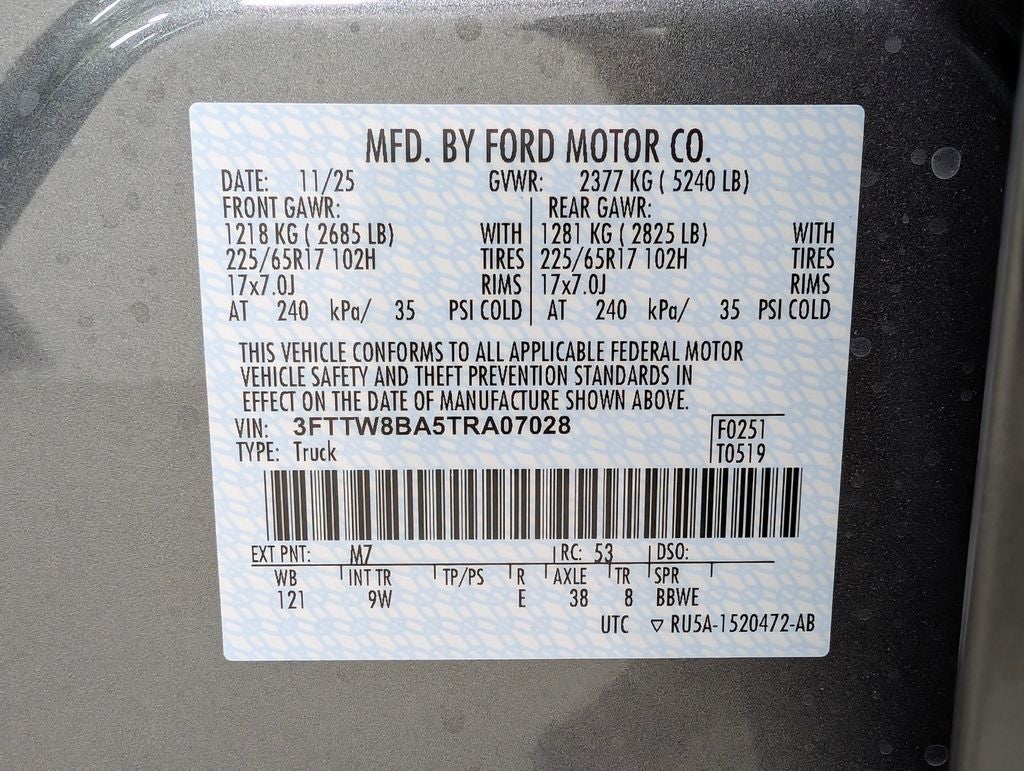 MFD. BY FORD MOTOR CO.
DATE: 11/25 GVWR: 2377 KG ( 5240 LB)
FRONT GAWR: REAR GAWR:
1218 KG ( 2685 LB) WITH 1281 KG ( 2825 LB) WITH
225/65R17 102H TIRES 225/65R17 102H TIRES
17x7.0J RIMS 17x7.0J RIMS
AT 240 kPa/ 35 PSI COLD AT 240 kPa/ 35 PSI COLD
THIS VEHICLE CONFORMS TO ALL APPLICABLE FEDERAL MOTOR
VEHICLE SAFETY AND THEFT PREVENTION STANDARDS IN
EFFECT ON THE DATE OF MANUFACTURE SHOWN ABOVE.
VIN: 3FTTW8BA5TRA07028 F0251
TYPE: Truck T0519
EXT PNT: M7 RC: 53 DSO:
WB INT TR TP/PS R AXLE TR SPR
121 9W E 38 8 BBWE
UTC ▽ RU5A-1520472-AB